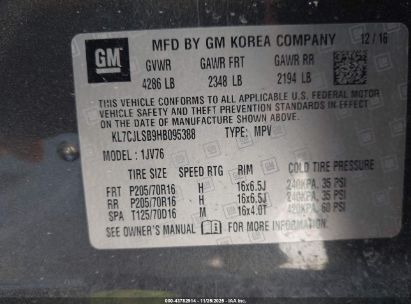 GM
MFD BY GM KOREA COMPANY 12/16
GVWR GAWR FRT GAWR RR
4286 LB 2348 LB 2194 LB
THIS VEHICLE CONFORMS TO ALL APPLICABLE U.S. FEDERAL MOTOR
VEHICLE SAFETY AND THEFT PREVENTION STANDARDS IN EFFECT
ON THE DATE OF MANUFACTURE SHOWN ABOVE.
KL7CJLSB9HB095388 TYPE: MPV
MODEL: 1JV76
TIRE SIZE SPEED RTG RIM COLD TIRE PRESSURE
FRT P205/70R16 H 16x6.5J 240KPA, 35 PSI
RR P205/70R16 H 16x6.5J 240KPA, 35 PSI
SPA T125/70D16 M 16x4.0T 420KPA, 60 PSI
SEE OWNER'S MANUAL FOR MORE INFORMATION.